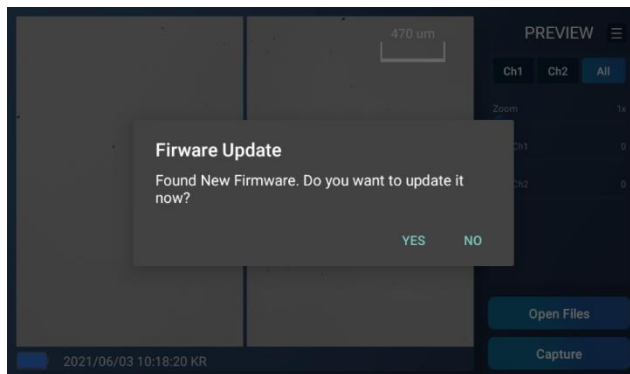 470 um
PREVIEW
Ch1 Ch2 All
Zoom 1x
Ch1 0
Ch2 0
Firware Update
Found New Firmware. Do you want to update it
now?
YES NO
Open Files
Capture
2021/06/03 10:18:20 KR